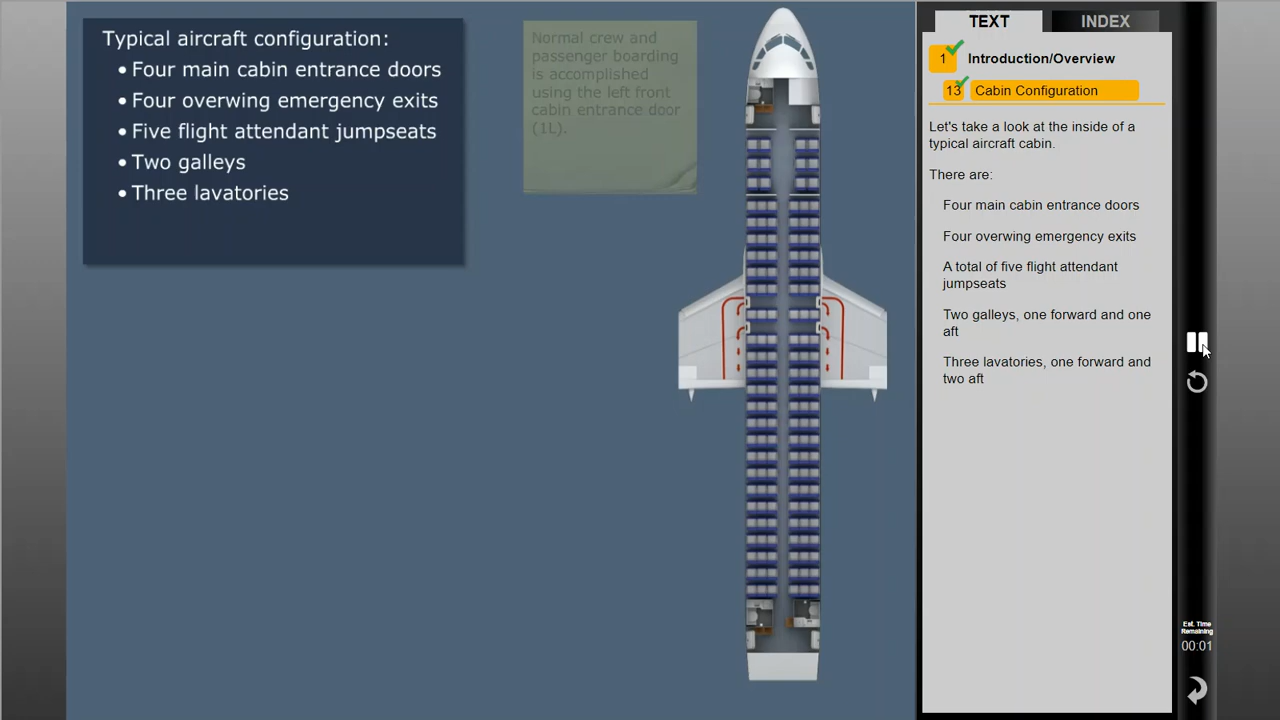 Typical aircraft configuration:
• Four main cabin entrance doors
• Four overwing emergency exits
• Five flight attendant jumpseats
• Two galleys
• Three lavatories
Normal crew and
passenger boarding
is accomplished
using the left front
cabin entrance door
(1L).
TEXT
INDEX
1 Introduction/Overview
13 Cabin Configuration
Let's take a look at the inside of a
typical aircraft cabin.
There are:
Four main cabin entrance doors
Four overwing emergency exits
A total of five flight attendant
jumpseats
Two galleys, one forward and one
aft
Three lavatories, one forward and
two aft
Est. Time
Remaining
00:01